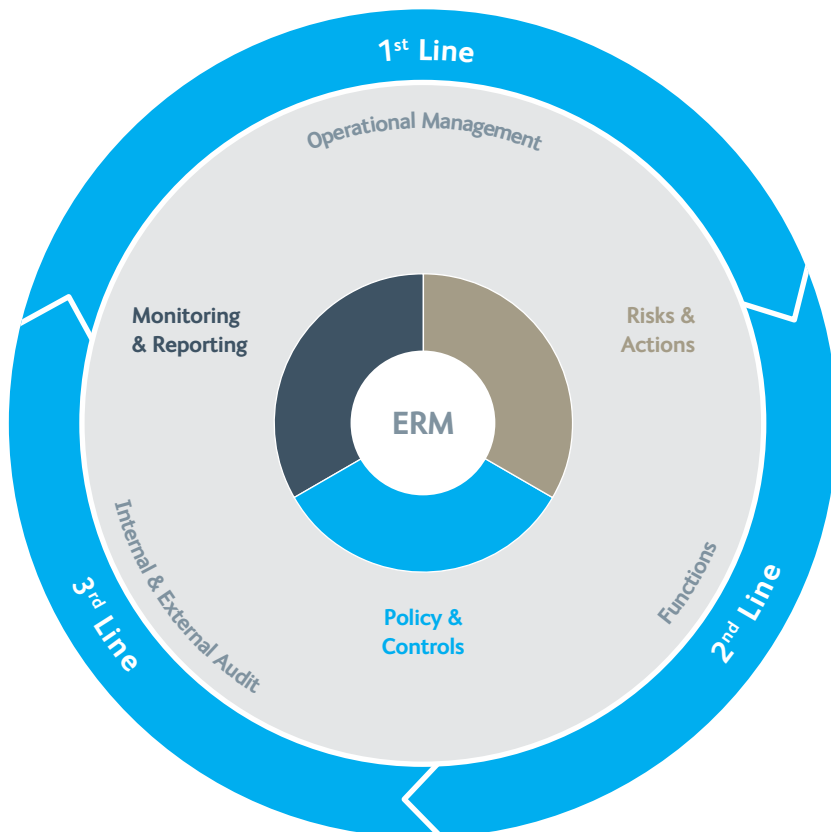 1st Line
Operational Management
Monitoring
& Reporting
Risks &
Actions
ERM
Internal & External Audit
Functions
3rd Line
2nd Line
Policy &
Controls